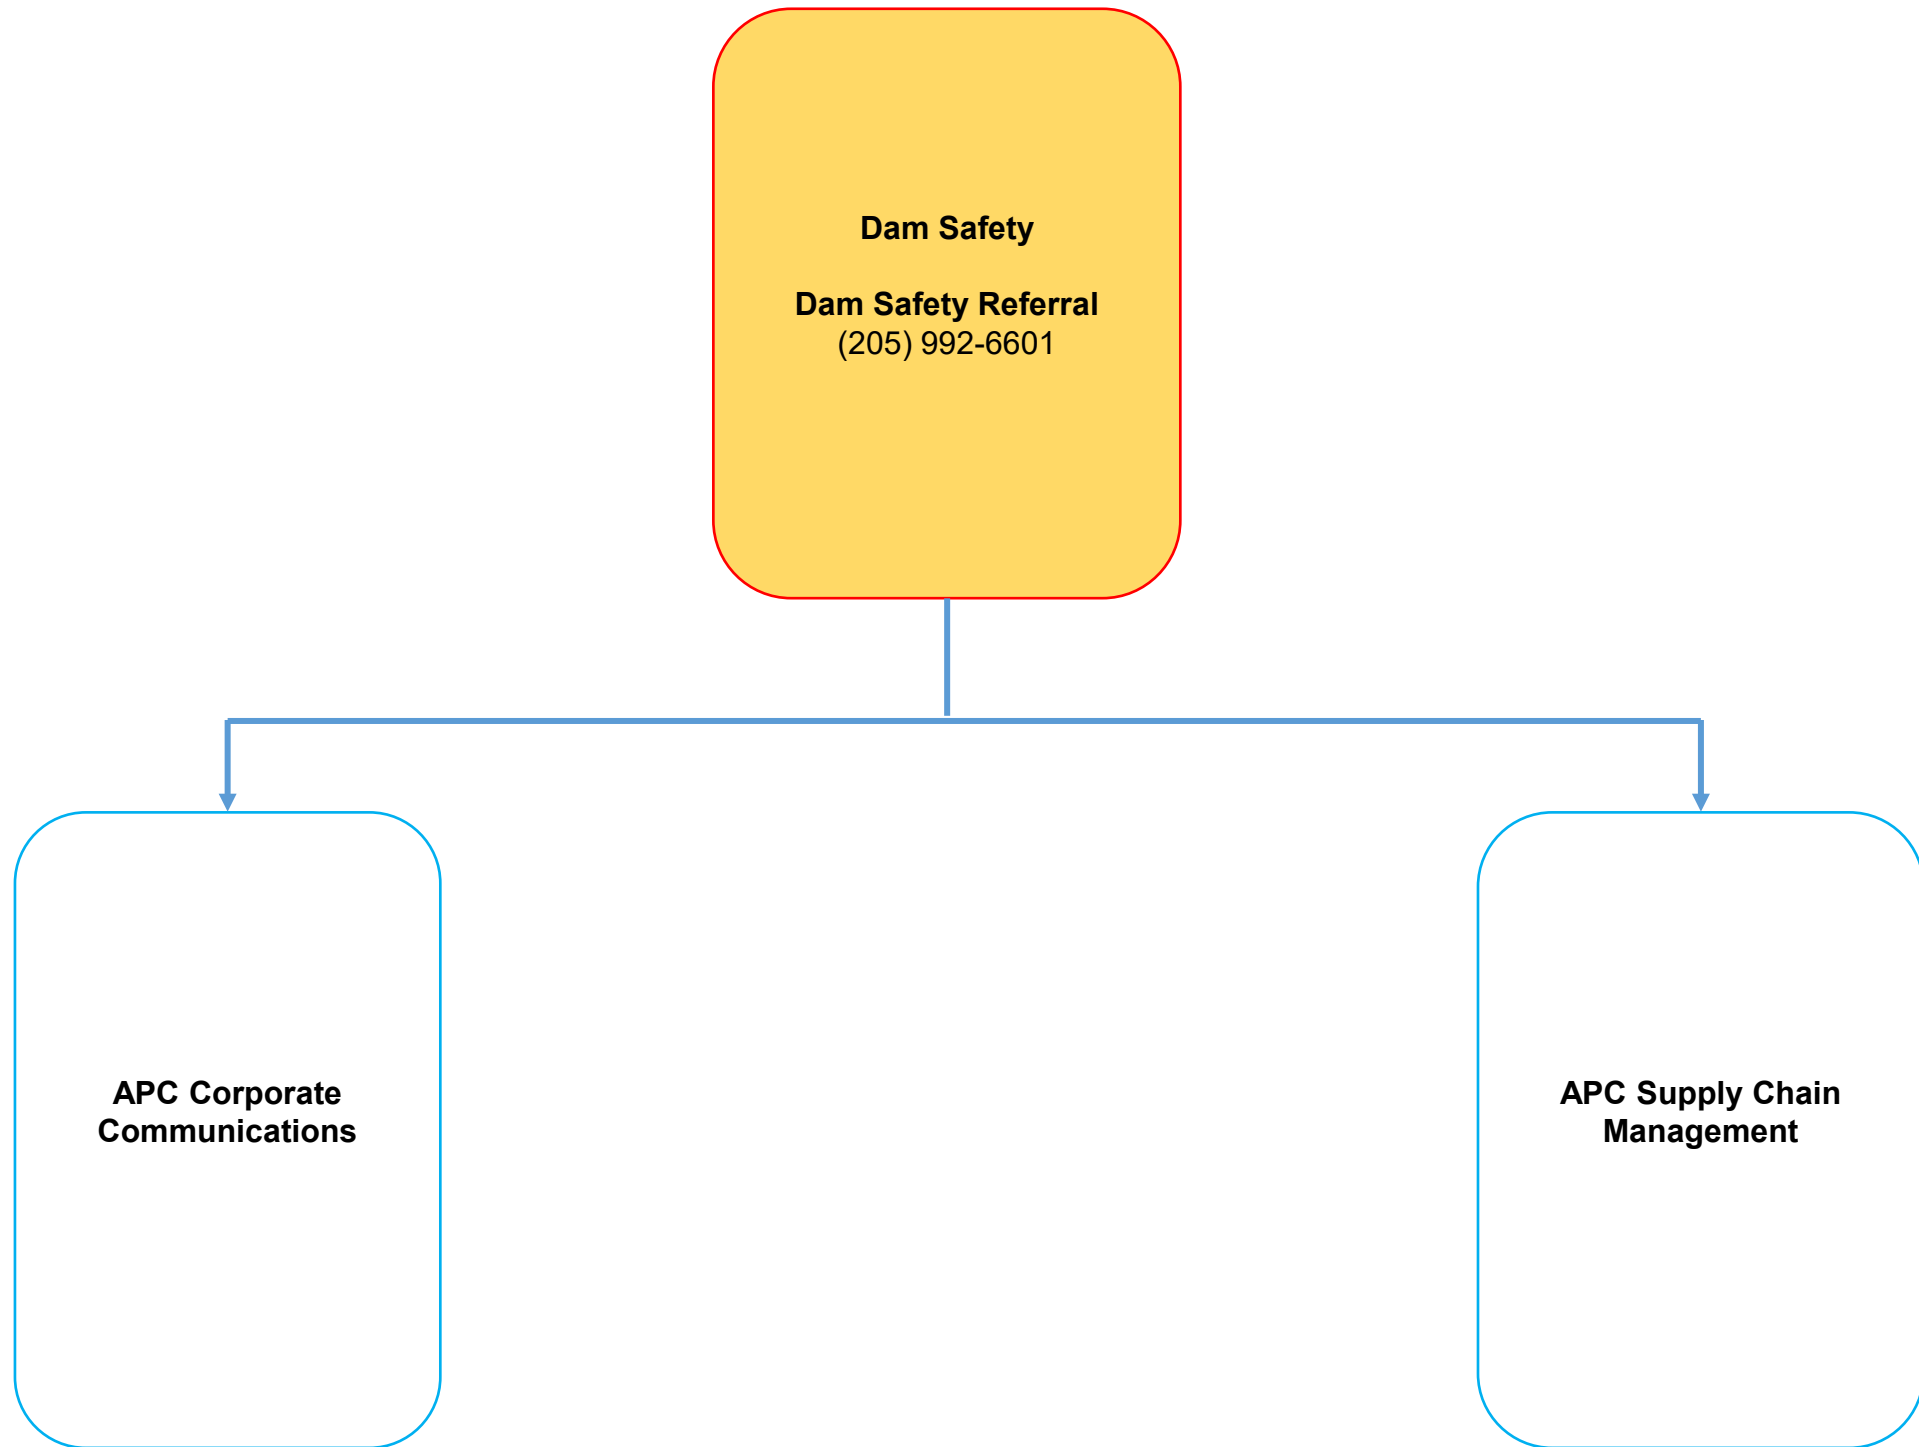 Dam Safety
Dam Safety Referral
(205) 992-6601
APC Corporate
Communications
APC Supply Chain
Management